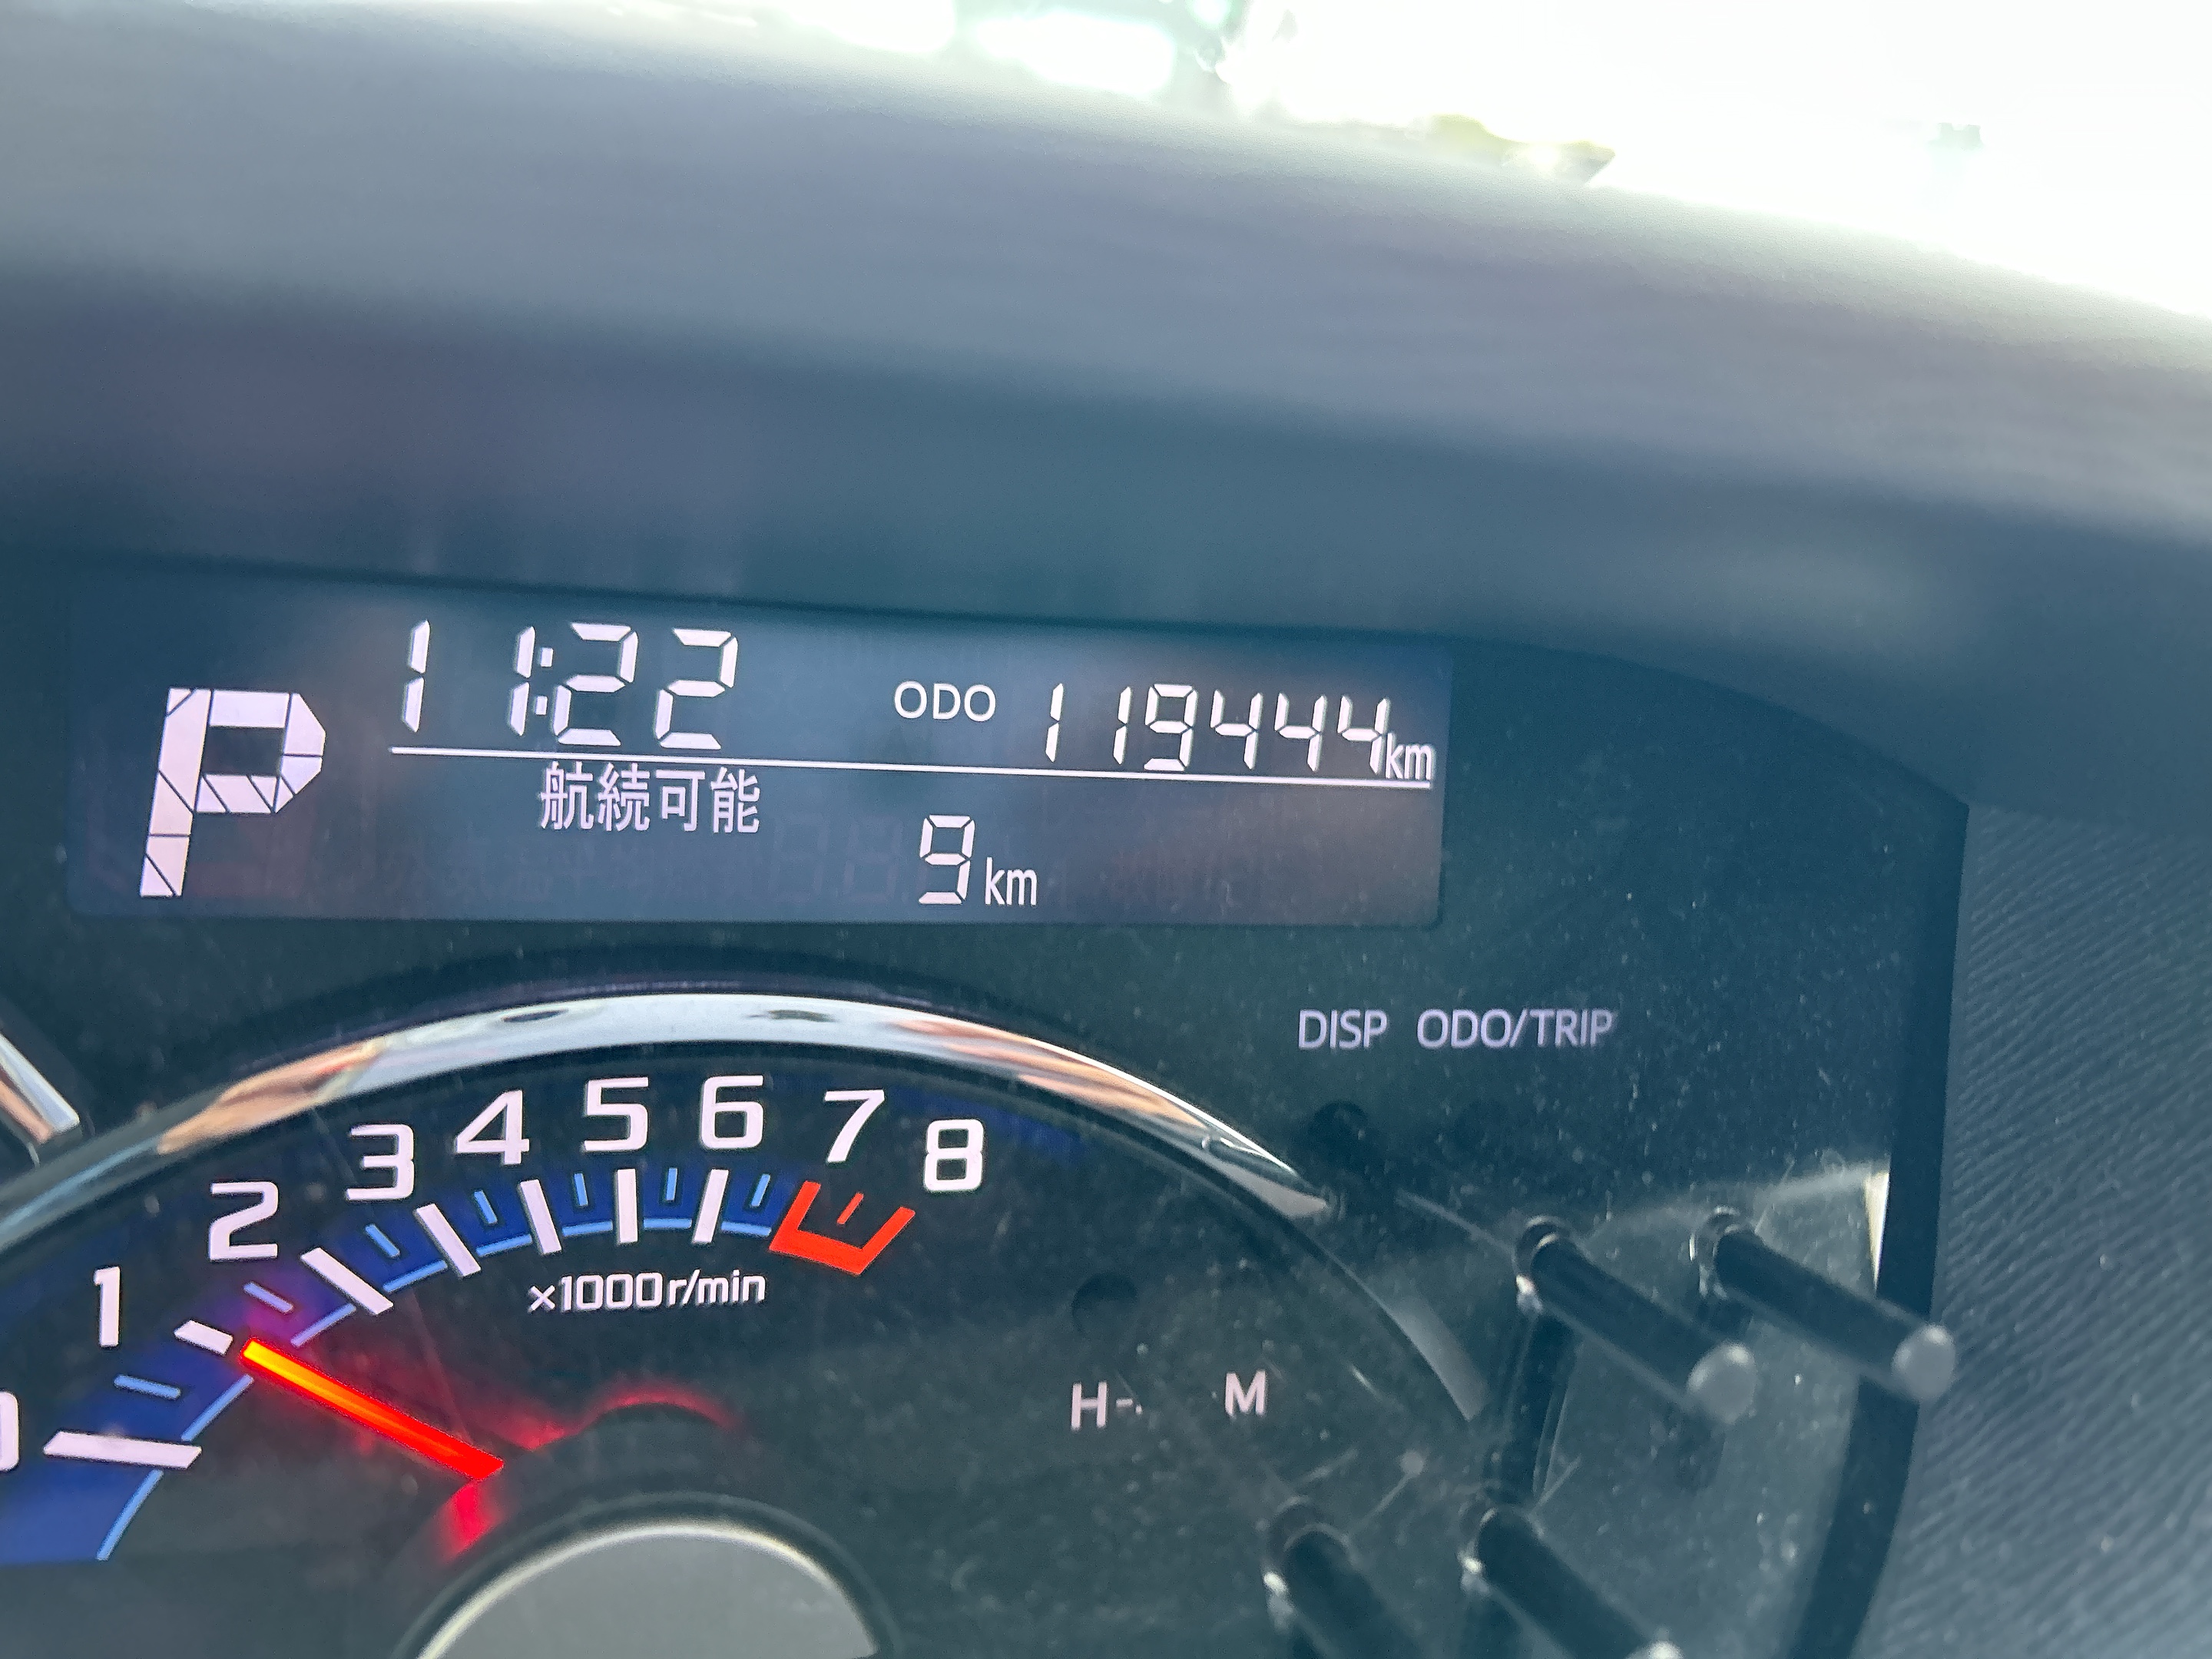 11:22 ODO 119444km
P
航続可能
9km
DISP ODO/TRIP
0 1 2 3 4 5 6 7 8
×1000r/min
H M